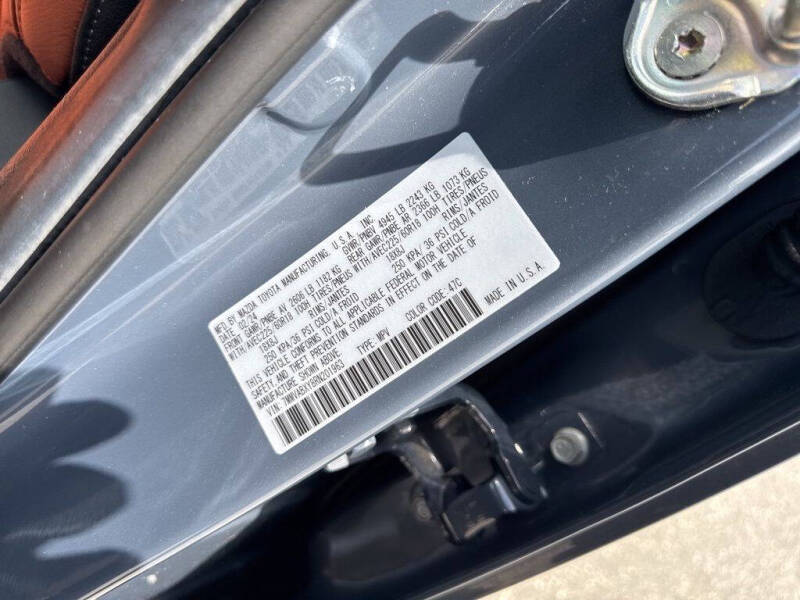 MFD BY MAZDA TOYOTA MANUFACTURING, U.S.A., INC.
DATE: 02/24 GVWR/PNBV 4945 LB 2243 KG
FRONT GAWR/PNBE AV 2606 LB 1182 KG REAR GAWR/PNBE AR 2366 LB 1073 KG
WITH AVEC225/60R18 100H TIRES/PNEUS WITH AVEC225/60R18 100H TIRES/PNEUS
18X8J RIMS/JANTES 18X8J RIMS/JANTES
250 KPA/36 PSI COLD/A FROID 250 KPA/36 PSI COLD/A FROID
THIS VEHICLE CONFORMS TO ALL APPLICABLE FEDERAL MOTOR VEHICLE
SAFETY, AND THEFT PREVENTION STANDARDS IN EFFECT ON THE DATE OF
MANUFACTURE SHOWN ABOVE.
VIN: 7MMVABXY8RN201963 TYPE: MPV COLOR CODE: 47C
MADE IN U.S.A.